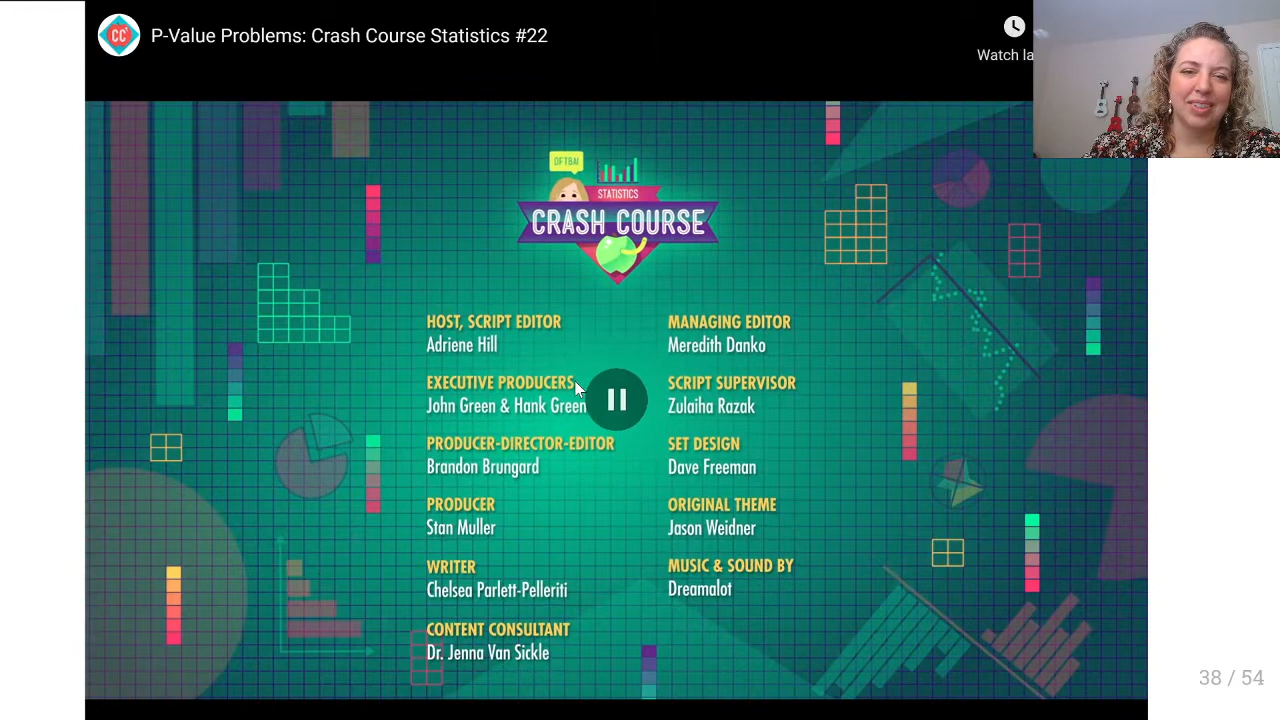 CC
P-Value Problems: Crash Course Statistics #22
Watch la
DFTBA!
STATISTICS
CRASH COURSE
HOST, SCRIPT EDITOR
Adriene Hill
EXECUTIVE PRODUCERS
John Green & Hank Green
PRODUCER-DIRECTOR-EDITOR
Brandon Brungard
PRODUCER
Stan Muller
WRITER
Chelsea Parlett-Pelleriti
CONTENT CONSULTANT
Dr. Jenna Van Sickle
MANAGING EDITOR
Meredith Danko
SCRIPT SUPERVISOR
Zulaiha Razak
SET DESIGN
Dave Freeman
ORIGINAL THEME
Jason Weidner
MUSIC & SOUND BY
Dreamalot
38 / 54